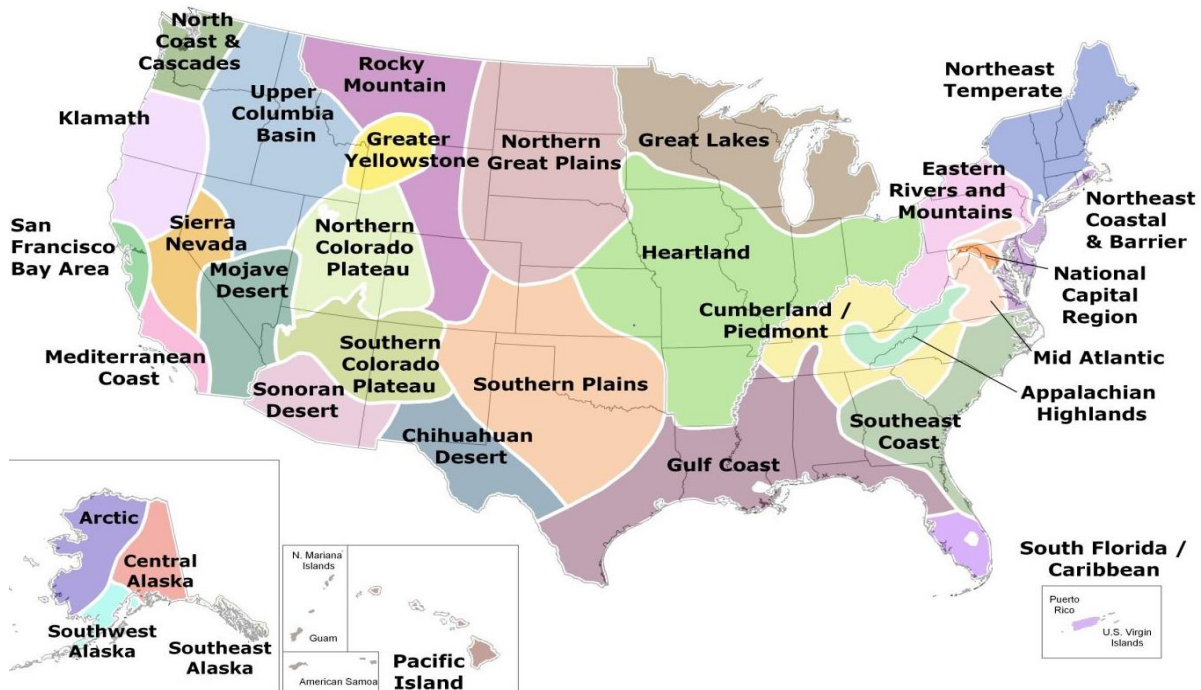 North
Coast &
Cascades
Klamath
Upper
Columbia
Basin
Rocky
Mountain
Greater
Yellowstone
Northern
Great Plains
Great Lakes
Northeast
Temperate
Eastern
Rivers and
Mountains
Northeast
Coastal
& Barrier
San
Francisco
Bay Area
Sierra
Nevada
Mojave
Desert
Northern
Colorado
Plateau
Heartland
National
Capital
Region
Cumberland /
Piedmont
Mediterranean
Coast
Southern
Colorado
Plateau
Sonoran
Desert
Southern Plains
Mid Atlantic
Appalachian
Highlands
Southeast
Coast
Chihuahuan
Desert
Gulf Coast
South Florida /
Caribbean
Arctic
Central
Alaska
Southwest
Alaska
Southeast
Alaska
N. Mariana
Islands
Guam
American Samoa
Pacific
Island
Puerto
Rico
U.S. Virgin
Islands